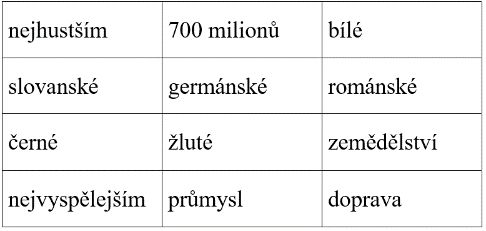 nejhustším 700 milionů bílé
slovanské germánské románské
černé žluté zemědělství
nejvyspělejším průmysl doprava